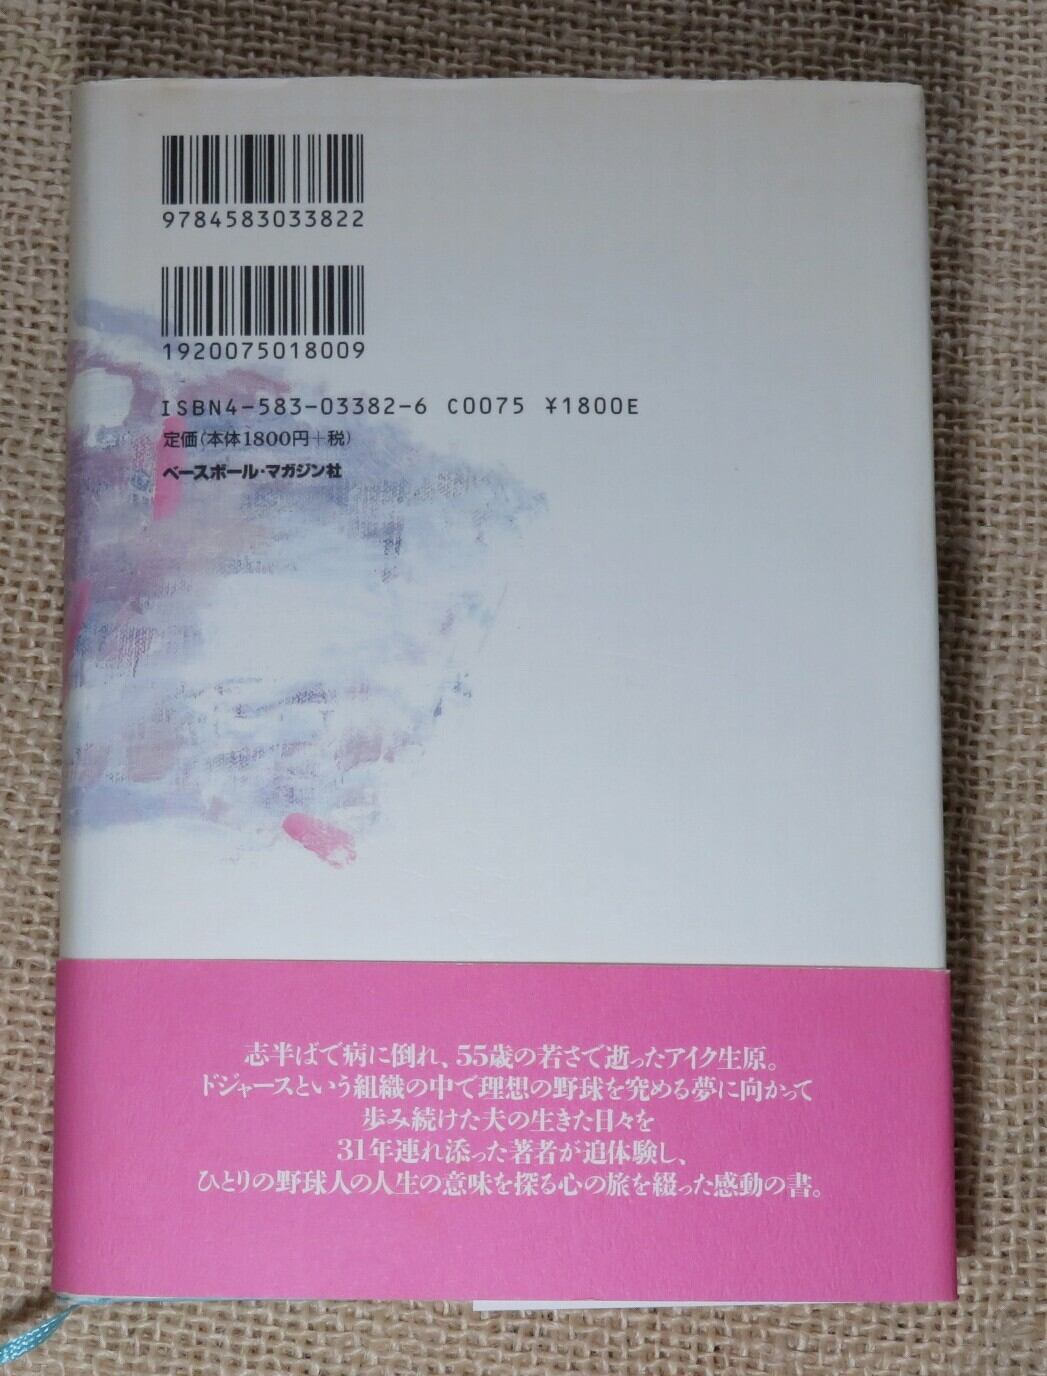 9784583033822
1920075018009
ISBN4-583-03382-6 C0075 ¥1800E
定価(本体1800円+税)
ベースボール・マガジン社
志半ばで病に倒れ、55歳の若さで逝ったアイク生原。
ドジャースという組織の中で理想の野球を究める夢に向かって
歩み続けた夫の生きた日々を
31年連れ添った著者が追体験し、
ひとりの野球人の人生の意味を探る心の旅を綴った感動の書。